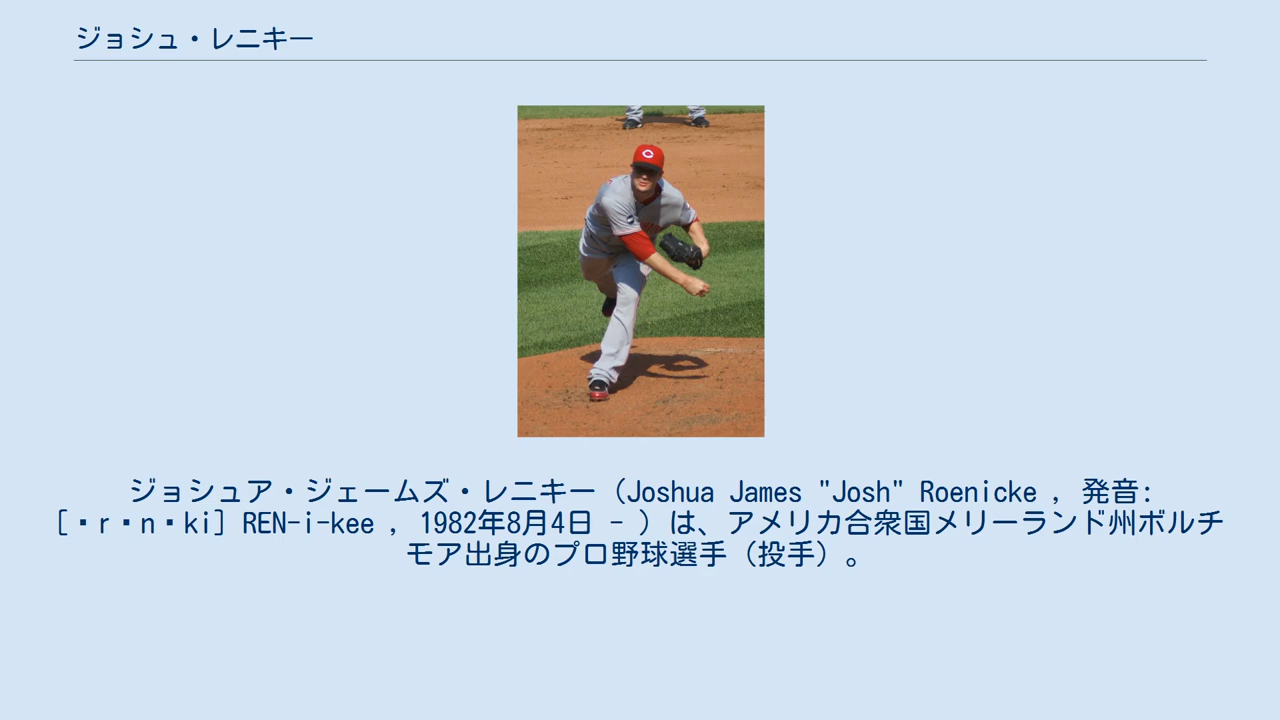 ジョシュ・レニキー
ジョシュア・ジェームズ・レニキー（Joshua James "Josh" Roenicke , 発音:
[・r・n・ki] REN-i-kee , 1982年8月4日 - ）は、アメリカ合衆国メリーランド州ボルチ
モア出身のプロ野球選手（投手）。